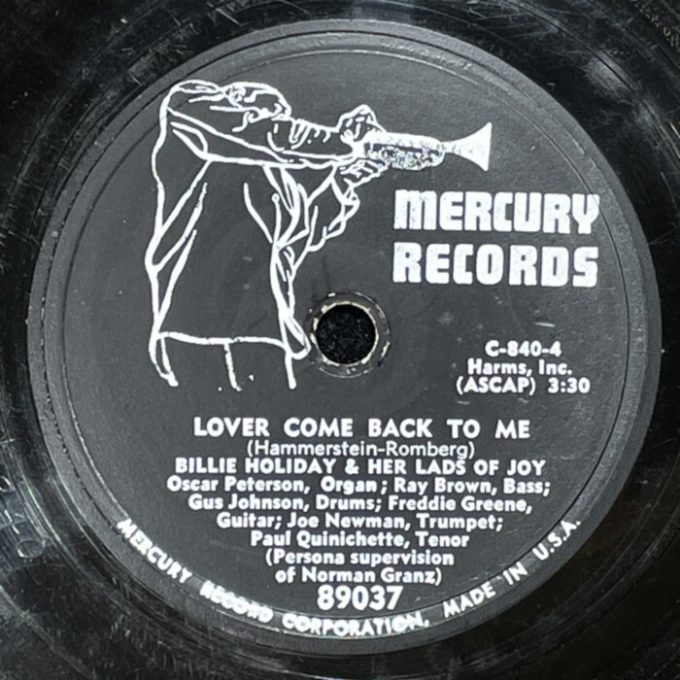 MERCURY
RECORDS
C-840-4
Harms, Inc.
(ASCAP) 3:30
LOVER COME BACK TO ME
(Hammerstein-Romberg)
BILLIE HOLIDAY & HER LADS OF JOY
Oscar Peterson, Organ; Ray Brown, Bass;
Gus Johnson, Drums; Freddie Greene,
Guitar; Joe Newman, Trumpet;
Paul Quinichette, Tenor
(Persona supervision
of Norman Granz)
89037
MERCURY RECORD CORPORATION, MADE IN U.S.A.